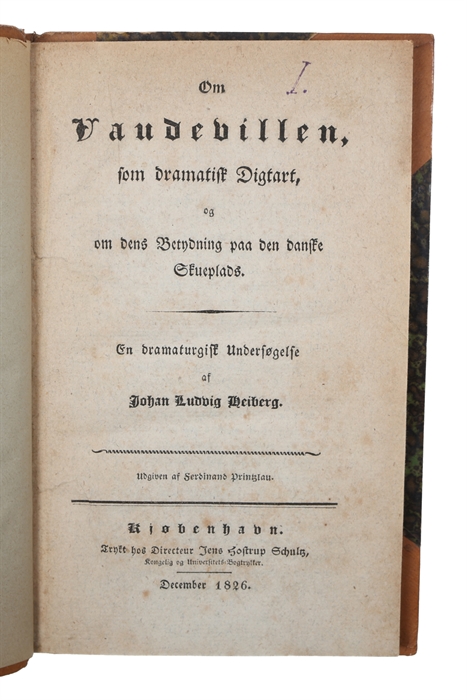 I.
Om
Vaudevillen,
som dramatisk Digtart,
og
om dens Betydning paa den danske
Skueplads.
En dramaturgisk Undersøgelse
af
Johan Ludvig Heiberg.
Udgiven af Ferdinand Printzlau.
Kjøbenhavn.
Trykt hos Directeur Jens Hostrup Schultz,
Kongelig og Universitets-Bogtrykker.
December 1826.